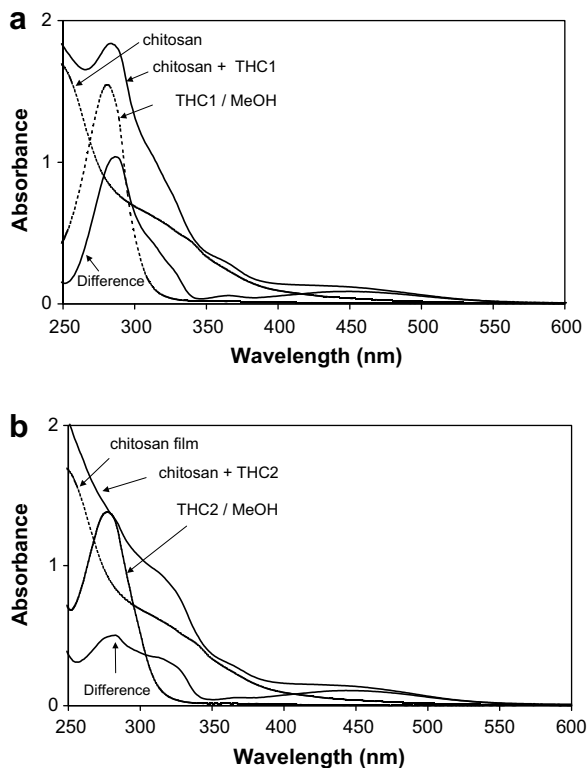 a
2
chitosan
chitosan + THC1
THC1 / MeOH
Absorbance
1
Difference
0
250 300 350 400 450 500 550 600
Wavelength (nm)
b
2
chitosan film
chitosan + THC2
THC2 / MeOH
Absorbance
1
Difference
0
250 300 350 400 450 500 550 600
Wavelength (nm)